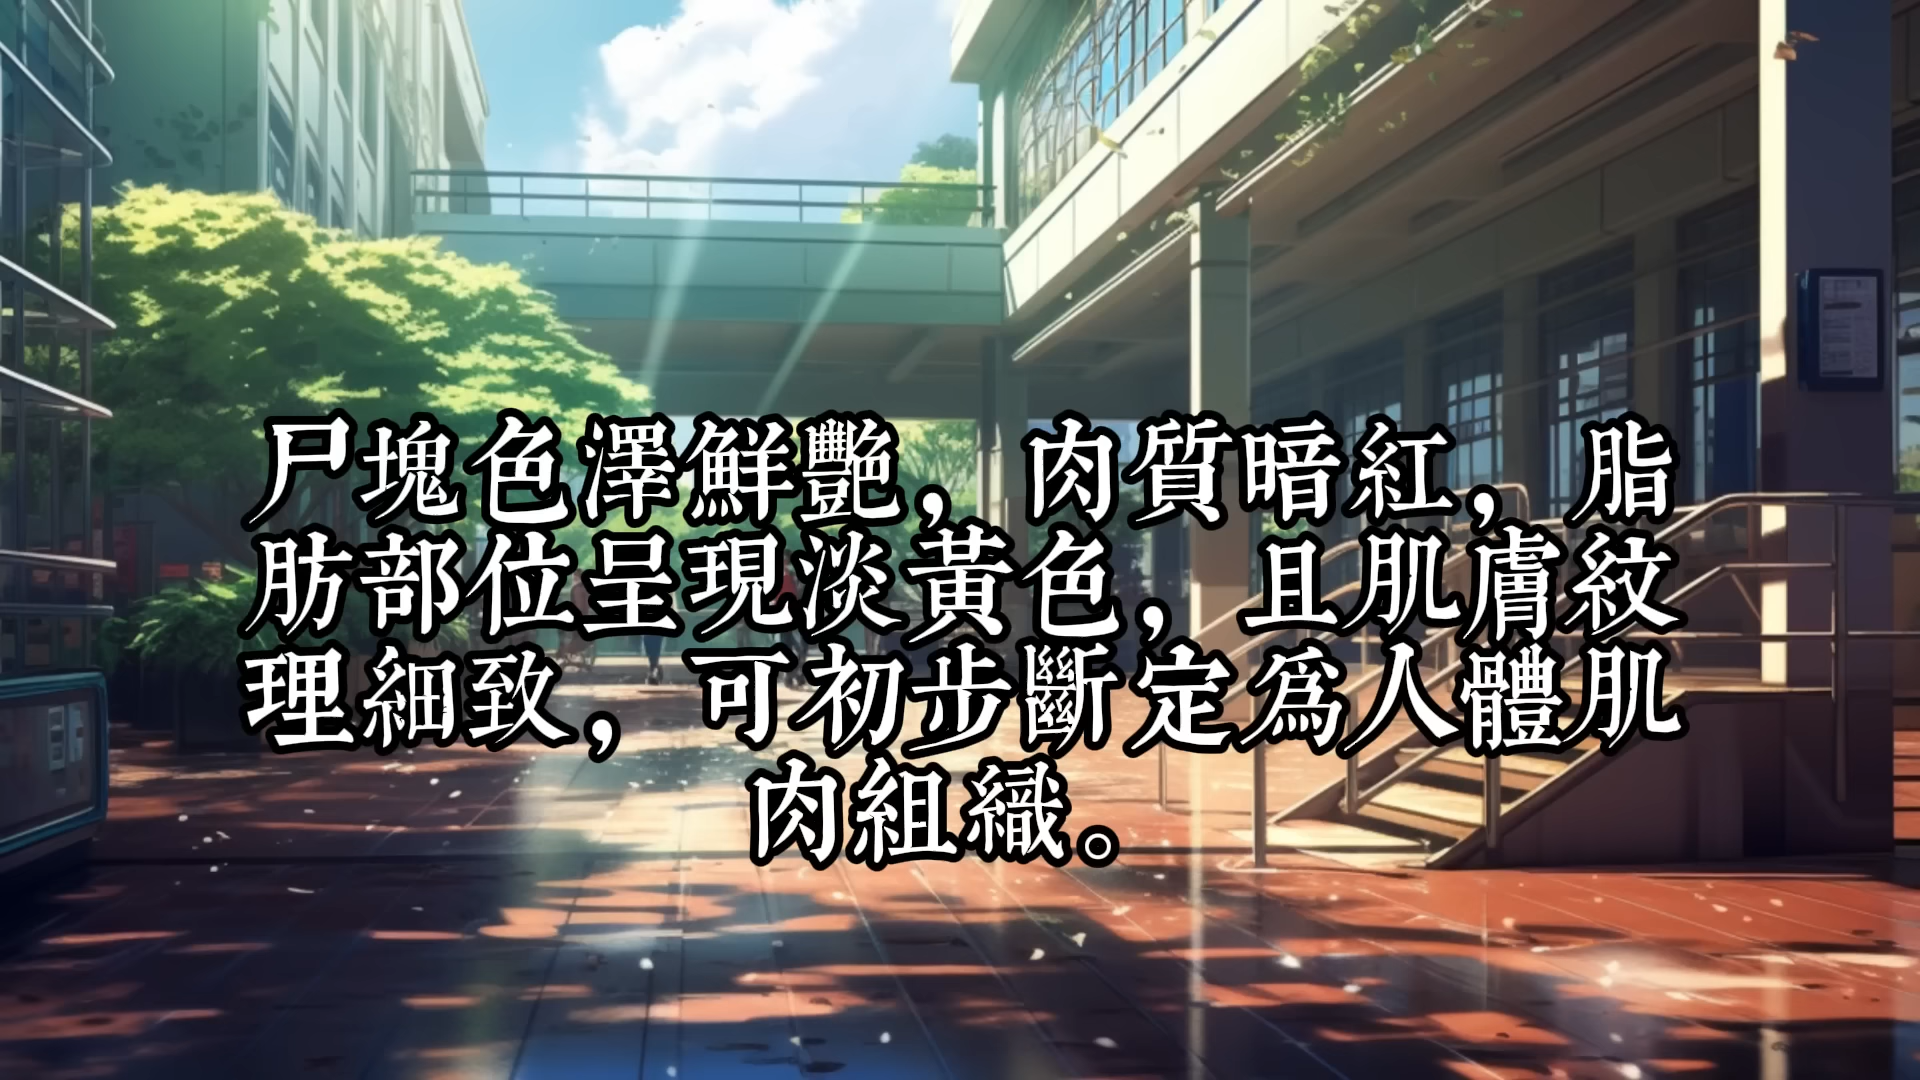 尸塊色澤鮮艷，肉質暗紅，脂
肪部位呈現淡黃色，且肌膚紋
理細致，可初步斷定爲人體肌
肉組織。